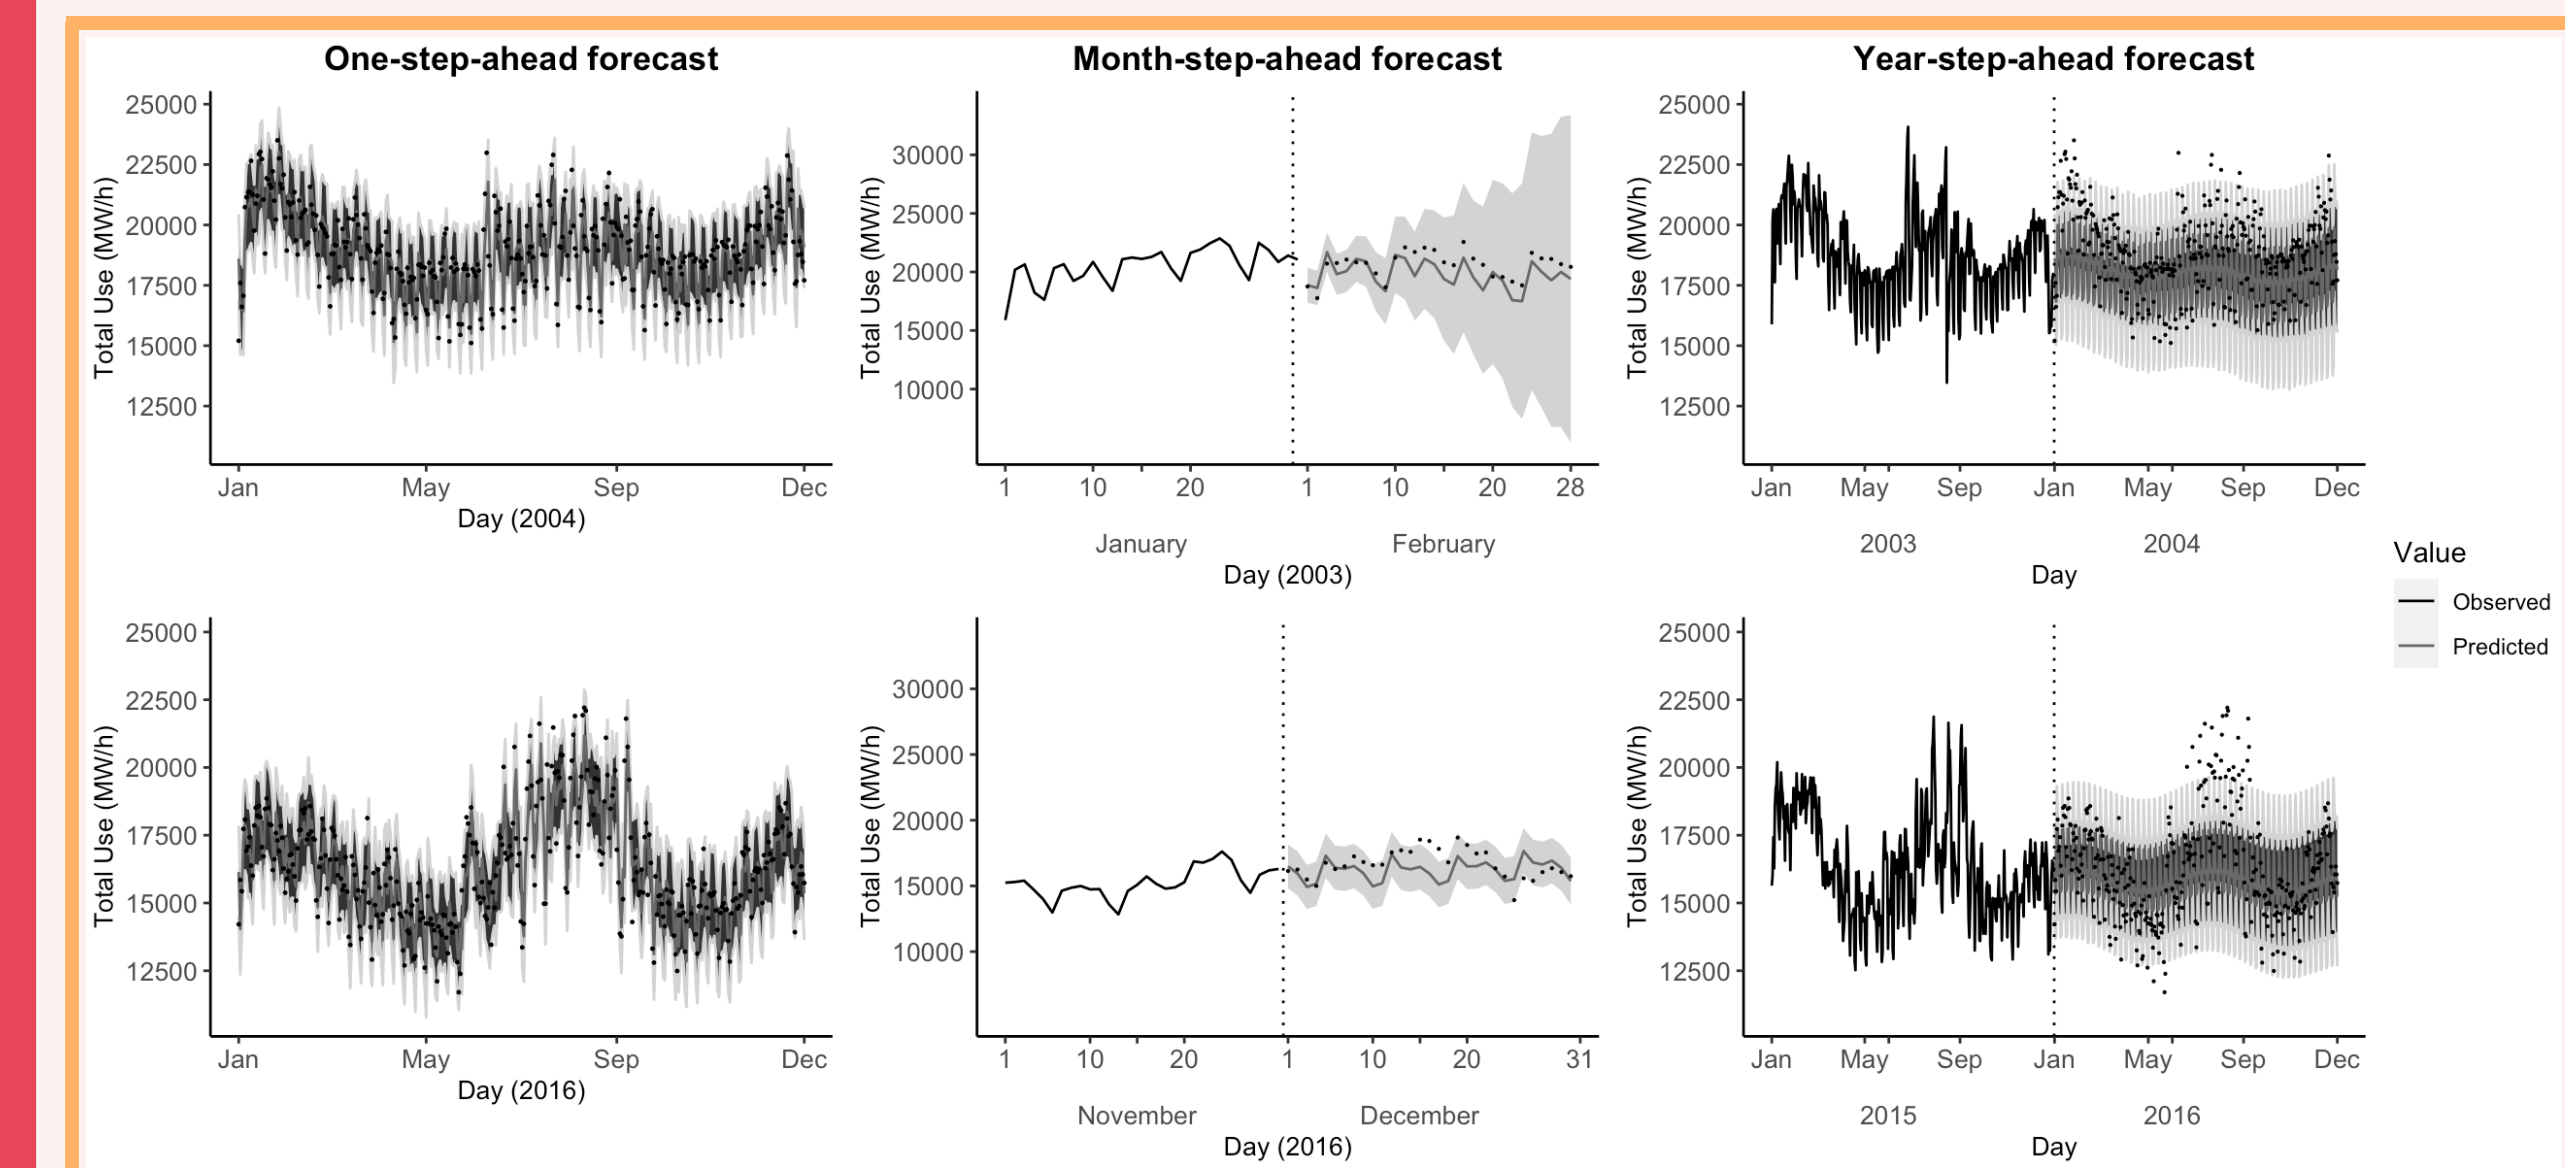 One-step-ahead forecast
Month-step-ahead forecast
Year-step-ahead forecast
Total Use (MW/h)
25000
22500
20000
17500
15000
12500
Jan May Sep Dec
Day (2004)
Total Use (MW/h)
30000
25000
20000
15000
10000
1 10 20 1 10 20 28
January February
Day (2003)
Total Use (MW/h)
25000
22500
20000
17500
15000
12500
Jan May Sep Jan May Sep Dec
2003 2004
Day
Value
Observed
Predicted
Total Use (MW/h)
25000
22500
20000
17500
15000
12500
Jan May Sep Dec
Day (2016)
Total Use (MW/h)
30000
25000
20000
15000
10000
1 10 20 1 10 20 31
November December
Day (2016)
Total Use (MW/h)
25000
22500
20000
17500
15000
12500
Jan May Sep Jan May Sep Dec
2015 2016
Day